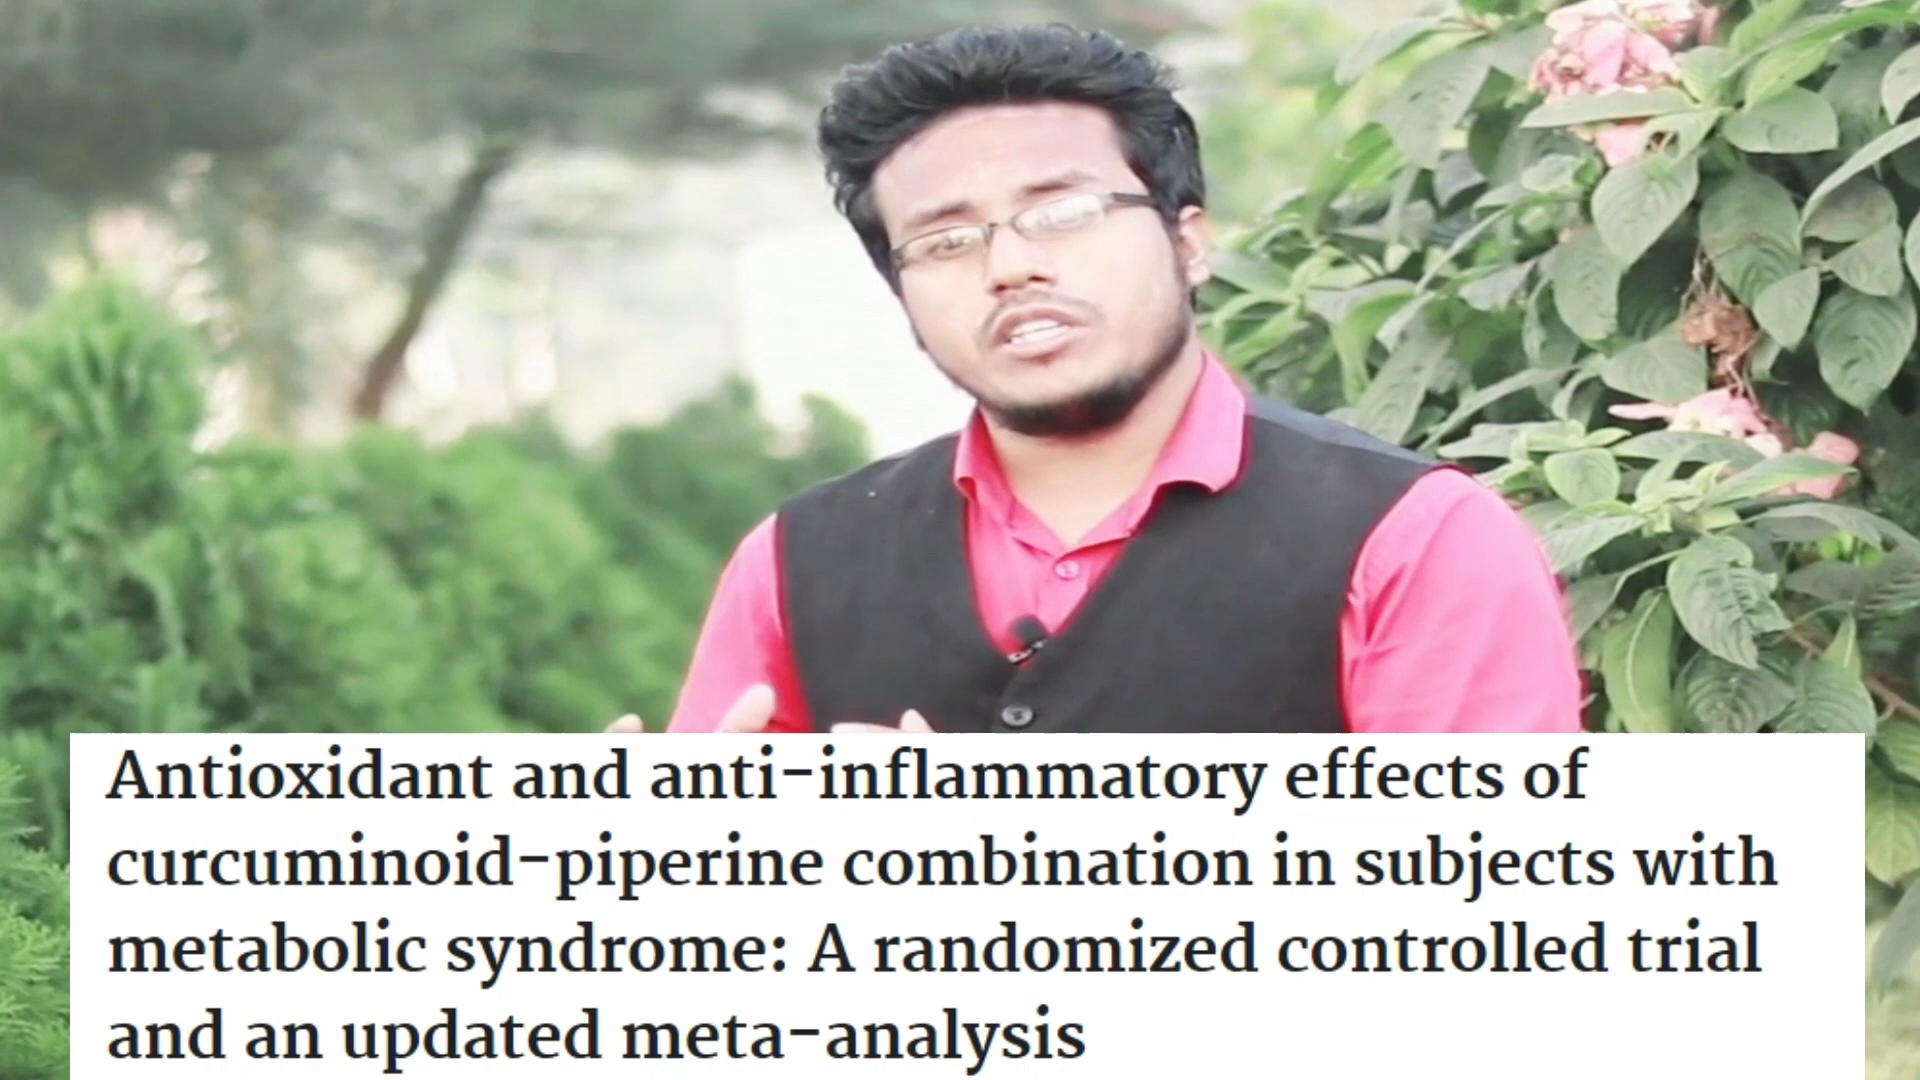 Antioxidant and anti-inflammatory effects of
curcuminoid-piperine combination in subjects with
metabolic syndrome: A randomized controlled trial
and an updated meta-analysis